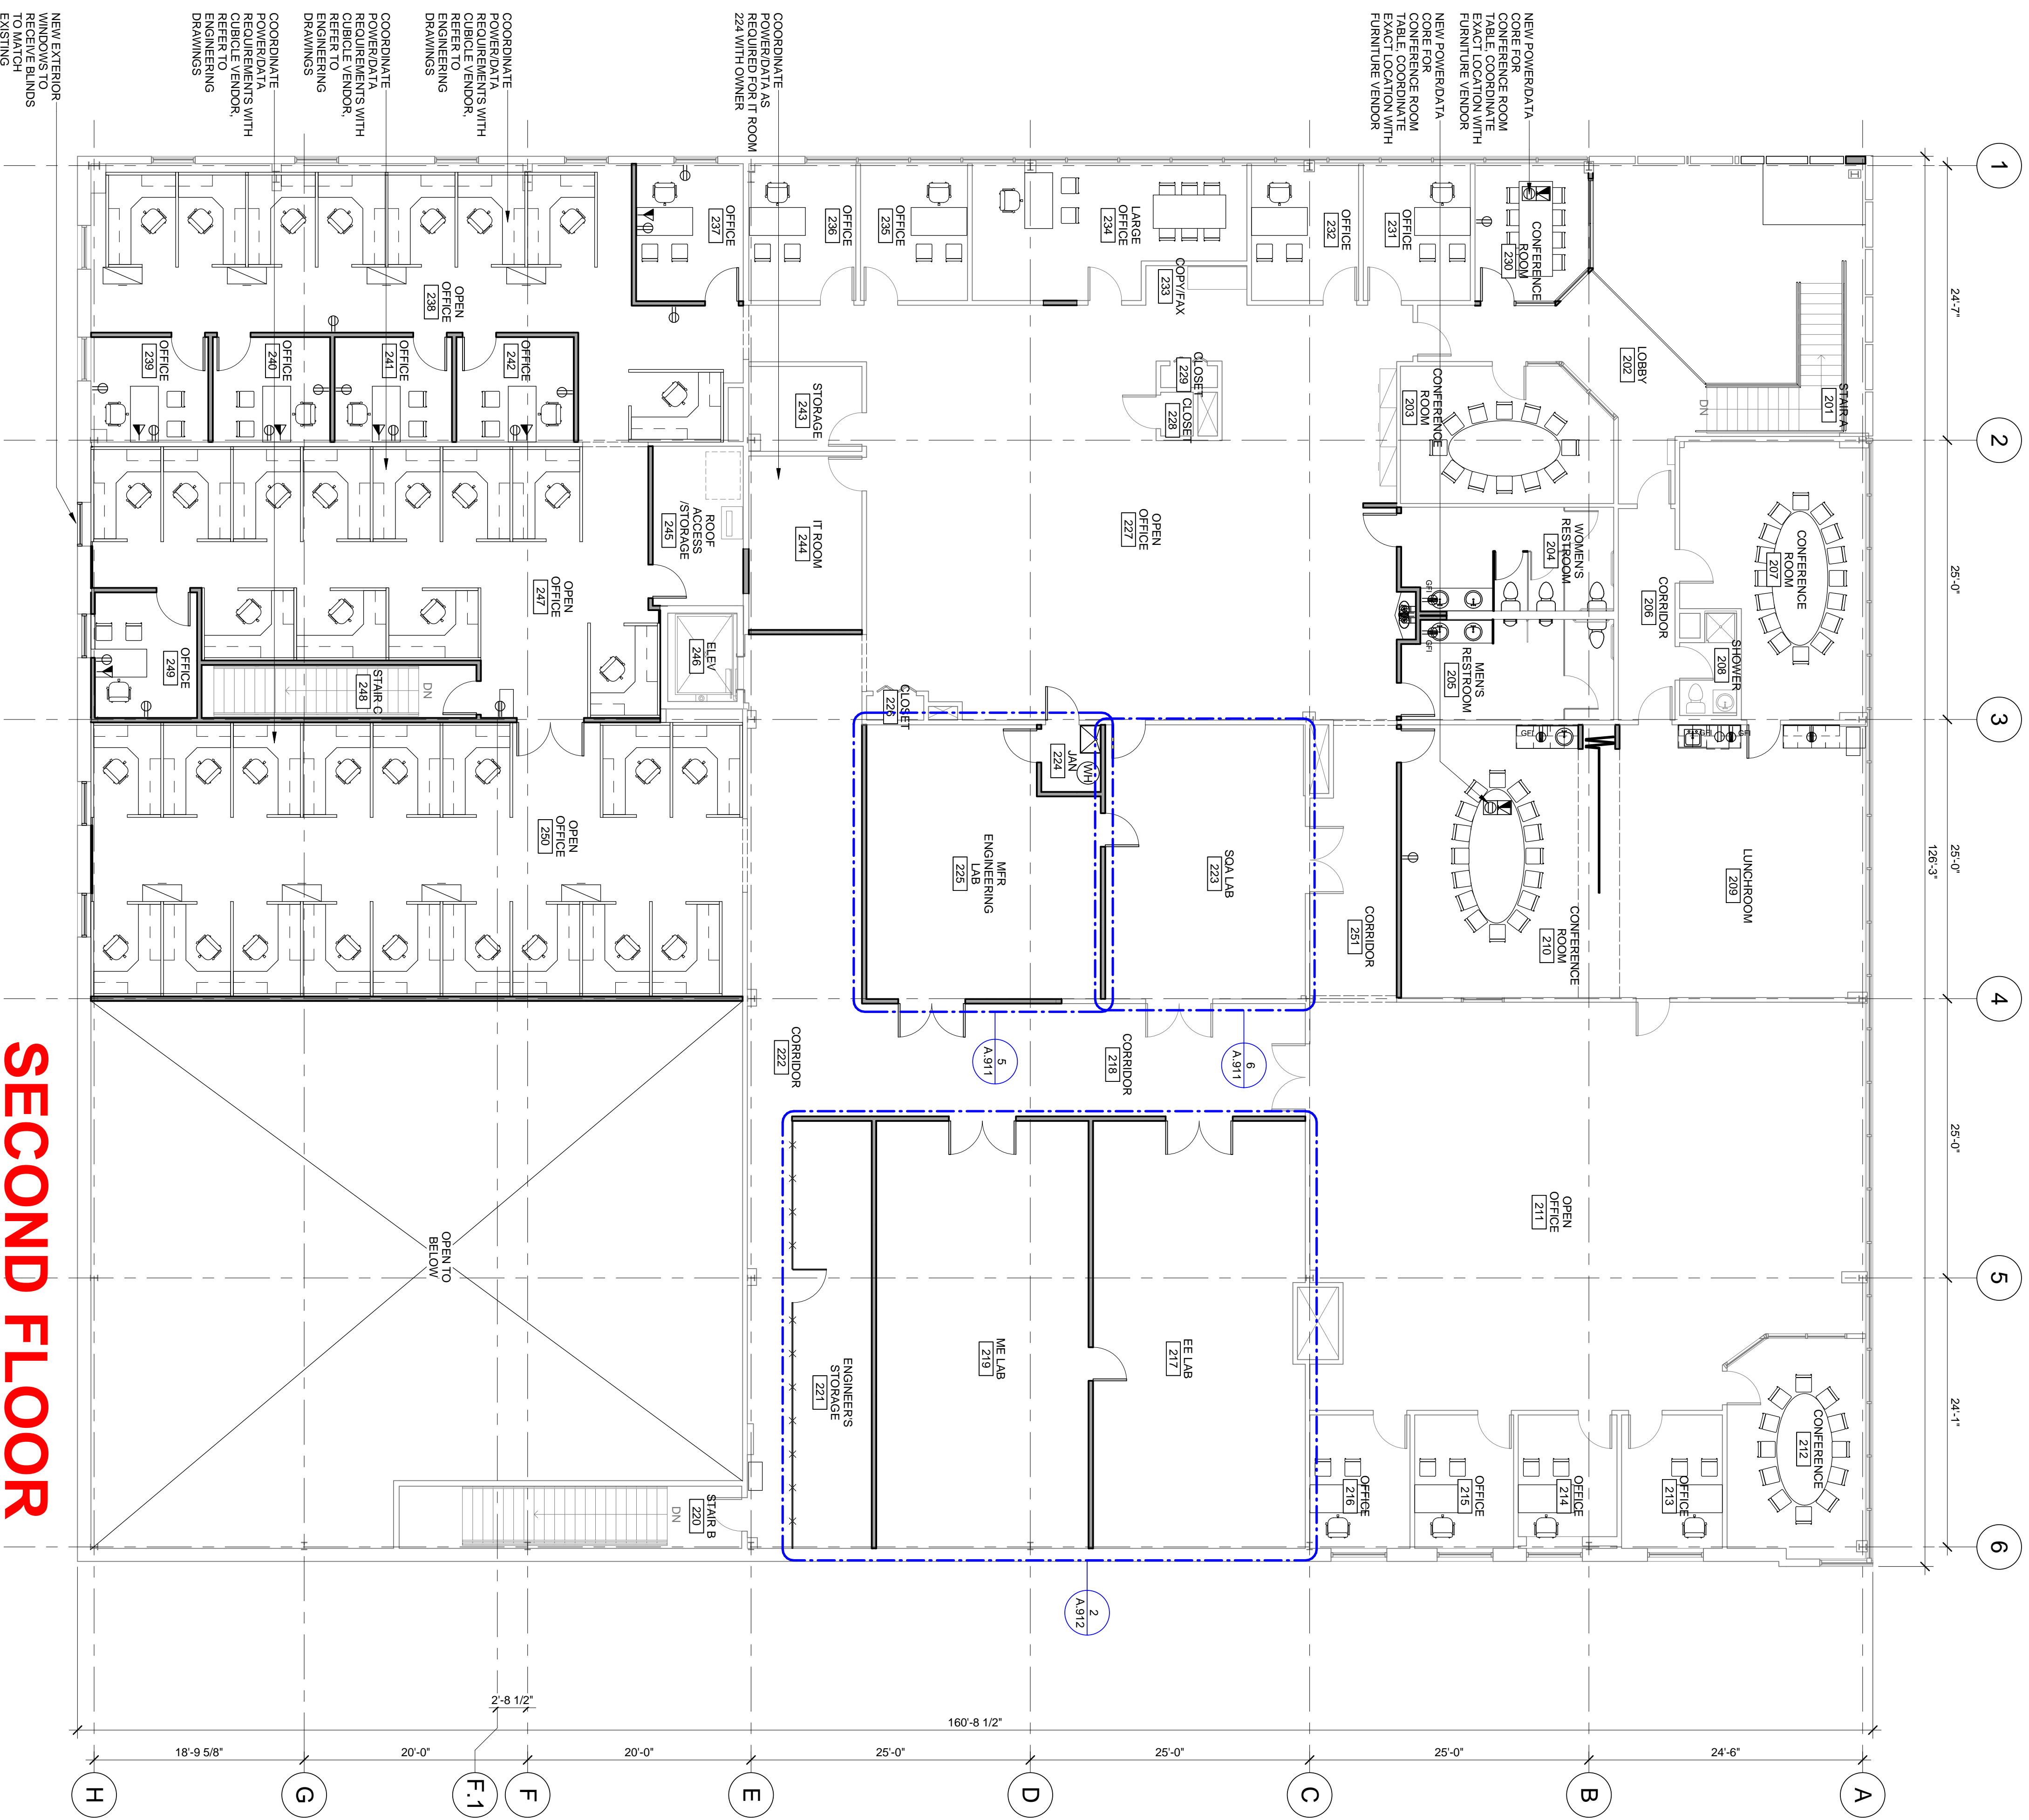 NEW POWER/DATA
CORE FOR
CONFERENCE ROOM
TABLE, COORDINATE
EXACT LOCATION WITH
FURNITURE VENDOR
NEW POWER/DATA
CORE FOR
CONFERENCE ROOM
TABLE, COORDINATE
EXACT LOCATION WITH
FURNITURE VENDOR
COORDINATE
POWER/DATA AS
REQUIRED FOR IT ROOM
224 WITH OWNER
COORDINATE
POWER/DATA
REQUIREMENTS WITH
CUBICLE VENDOR,
REFER TO
ENGINEERING
DRAWINGS
COORDINATE
POWER/DATA
REQUIREMENTS WITH
CUBICLE VENDOR,
REFER TO
ENGINEERING
DRAWINGS
COORDINATE
POWER/DATA
REQUIREMENTS WITH
CUBICLE VENDOR,
REFER TO
ENGINEERING
DRAWINGS
NEW EXTERIOR
WINDOWS TO
RECEIVE BLINDS
TO MATCH
EXISTING
1
2
3
4
5
6
24'-7"
25'-0"
25'-0"
25'-0"
24'-1"
126'-3"
A
B
C
D
E
F
F.1
G
H
24'-6"
25'-0"
25'-0"
25'-0"
20'-0"
20'-0"
18'-9 5/8"
2'-8 1/2"
160'-8 1/2"
STAIR A
201
DN
LOBBY
202
CONFERENCE
ROOM
203
WOMEN'S
RESTROOM
204
MEN'S
RESTROOM
205
GFI
GFI
CORRIDOR
206
CONFERENCE
ROOM
207
SHOWER
208
LUNCHROOM
209
GFI
GFI
GFI
CONFERENCE
ROOM
210
OPEN
OFFICE
211
CONFERENCE
212
OFFICE
213
OFFICE
214
OFFICE
215
OFFICE
216
EE LAB
217
CORRIDOR
218
ME LAB
219
STAIR B
220
DN
ENGINEER'S
STORAGE
221
CORRIDOR
222
SQA LAB
223
JAN
224
WH
MFR
ENGINEERING
LAB
225
CLOSET
226
OPEN
OFFICE
227
CLOSET
228
CLOSET
229
CONFERENCE
ROOM
230
OFFICE
231
OFFICE
232
COPY/FAX
233
LARGE
OFFICE
234
OFFICE
235
OFFICE
236
OFFICE
237
OPEN
OFFICE
238
OFFICE
239
OFFICE
240
OFFICE
241
OFFICE
242
STORAGE
243
IT ROOM
244
ROOF
ACCESS
/STORAGE
245
ELEV
246
OPEN
OFFICE
247
STAIR C
248
DN
OFFICE
249
OPEN
OFFICE
250
CORRIDOR
251
OPEN TO
BELOW
5
A.911
6
A.911
2
A.912
SECOND FLOOR